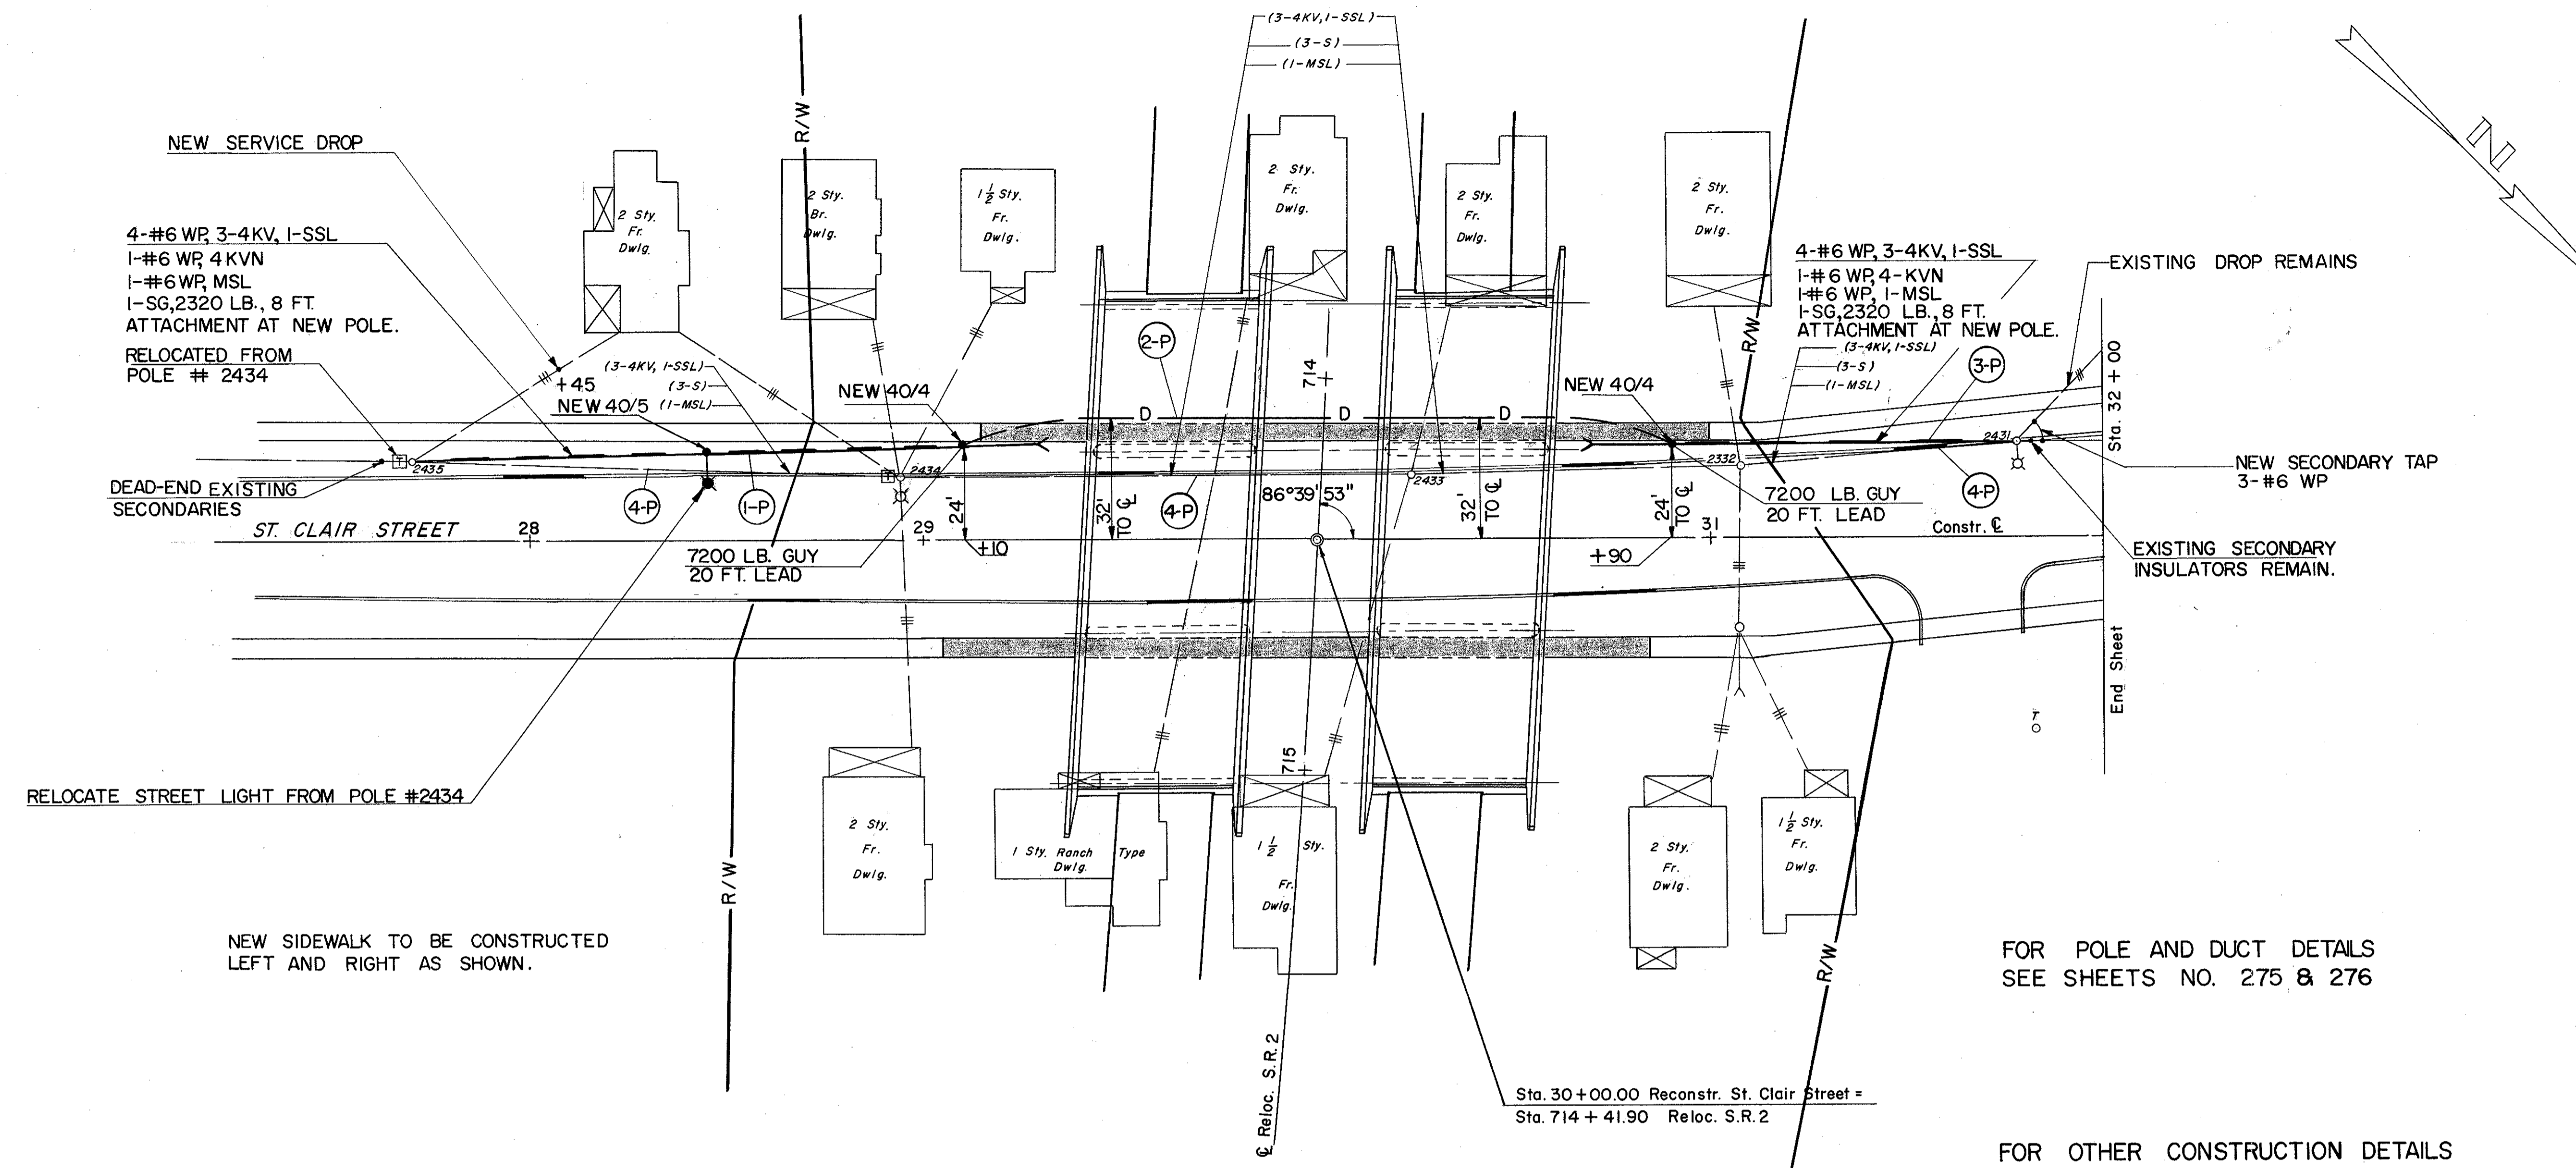 (3-4KV, 1-SSL)
(3-S)
(1-MSL)
N
R/W
NEW SERVICE DROP
4-#6 WP, 3-4KV, 1-SSL
1-#6 WP, 4 KVN
1-#6 WP, MSL
1-SG, 2320 LB., 8 FT.
ATTACHMENT AT NEW POLE.
RELOCATED FROM
POLE # 2434
2 Sty.
Fr.
Dwlg.
2 Sty.
Br.
Dwlg.
1 1/2 Sty.
Fr.
Dwlg.
2 Sty.
Fr.
Dwlg.
2 Sty.
Fr.
Dwlg.
2 Sty.
Fr.
Dwlg.
4-#6 WP, 3-4KV, 1-SSL
1-#6 WP, 4-KVN
1-#6 WP, 1-MSL
1-SG, 2320 LB., 8 FT.
ATTACHMENT AT NEW POLE.
(3-4KV, 1-SSL)
(3-S)
(1-MSL)
EXISTING DROP REMAINS
R/W
3-P
Sta. 32 + 00
(3-4KV, 1-SSL)
(3-S)
(1-MSL)
+45
NEW 40/5
NEW 40/4
2-P
714
NEW 40/4
D D D
T
2435
T
2434
2433
2332
2431
DEAD-END EXISTING
SECONDARIES
4-P
1-P
24'
32'
TO CL
4-P
86°39'53"
32'
TO CL
24'
TO CL
7200 LB. GUY
20 FT. LEAD
4-P
NEW SECONDARY TAP
3-#6 WP
ST. CLAIR STREET
28
29
+10
+90
31
Constr. CL
7200 LB. GUY
20 FT. LEAD
EXISTING SECONDARY
INSULATORS REMAIN.
End Sheet
T
715
RELOCATE STREET LIGHT FROM POLE #2434
R/W
2 Sty.
Fr.
Dwlg.
1 Sty. Ranch Type
Dwlg.
1 1/2 Sty.
Fr.
Dwlg.
2 Sty.
Fr.
Dwlg.
1 1/2 Sty.
Fr.
Dwlg.
R/W
NEW SIDEWALK TO BE CONSTRUCTED
LEFT AND RIGHT AS SHOWN.
FOR POLE AND DUCT DETAILS
SEE SHEETS NO. 275 & 276
CL Reloc. S.R. 2
Sta. 30+00.00 Reconstr. St. Clair Street =
Sta. 714 + 41.90 Reloc. S.R. 2
FOR OTHER CONSTRUCTION DETAILS